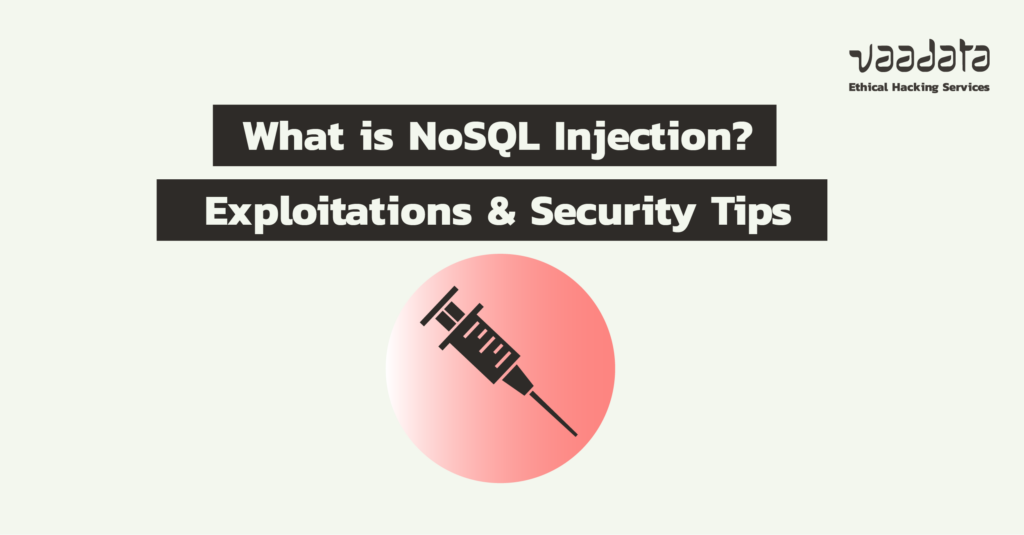 vaadata
Ethical Hacking Services
What is NoSQL Injection?
Exploitations & Security Tips